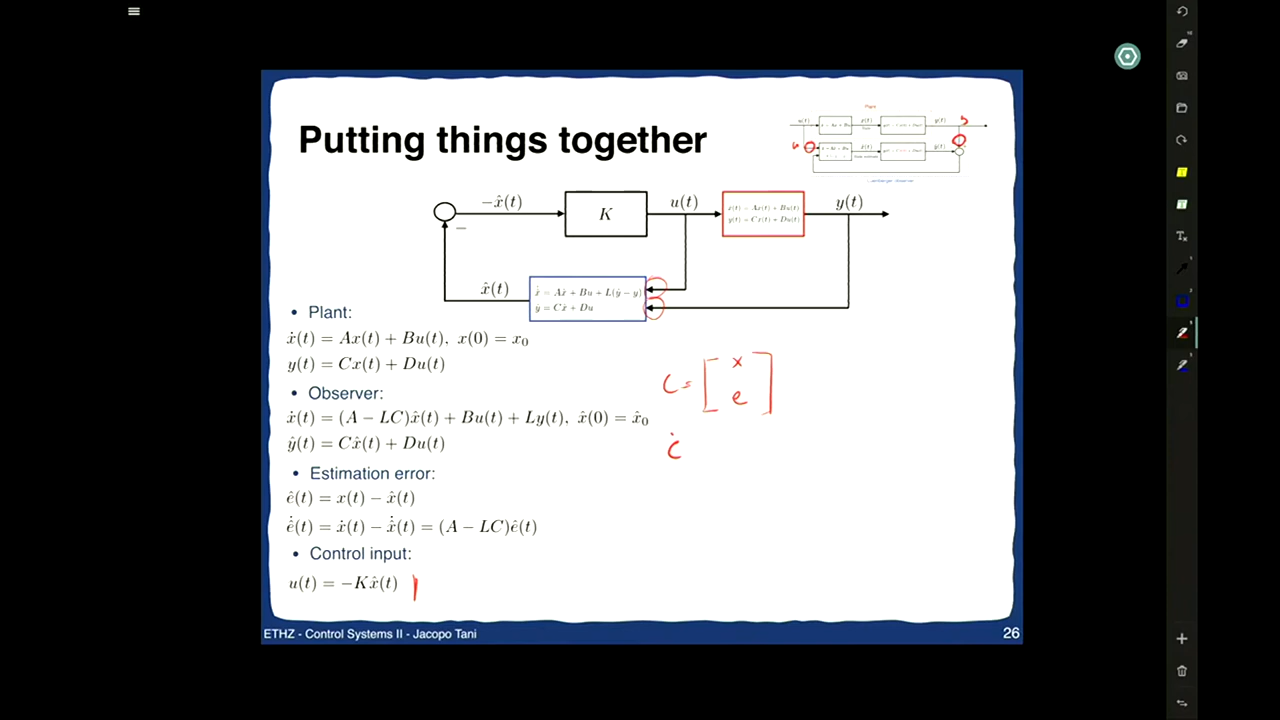 Putting things together
Plant
u(t)
x(t)
y(t)
y(t)
−x̂(t)
K
u(t)
ẋ(t) = Ax(t) + Bu(t)
y(t) = Cx(t) + Du(t)
y(t)
−
x̂(t)
x̂̇ = Ax̂ + Bu + L(ŷ − y)
ŷ = Cx̂ + Du
• Plant:
ẋ(t) = Ax(t) + Bu(t), x(0) = x₀
y(t) = Cx(t) + Du(t)
• Observer:
x̂̇(t) = (A − LC)x̂(t) + Bu(t) + Ly(t), x̂(0) = x̂₀
ŷ(t) = Cx̂(t) + Du(t)
• Estimation error:
ê(t) = x(t) − x̂(t)
ê̇(t) = ẋ(t) − x̂̇(t) = (A − LC)ê(t)
• Control input:
u(t) = −Kx̂(t)
x
e
ETHZ - Control Systems II - Jacopo Tani
26